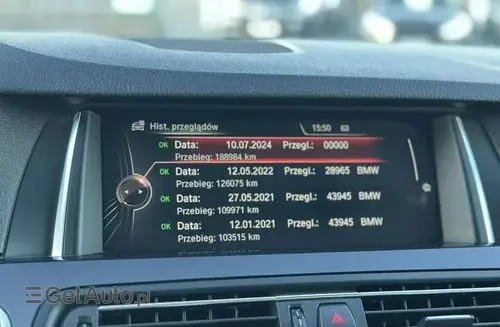 Hist. przeglądów 15:50
OK Data: 10.07.2024 Przegl.: 00000
Przebieg: 188984 km
OK Data: 12.05.2022 Przegl.: 28965 BMW
Przebieg: 126075 km
OK Data: 27.05.2021 Przegl.: 43945 BMW
Przebieg: 109971 km
OK Data: 12.01.2021 Przegl.: 43945 BMW
Przebieg: 103515 km
GetAuto.pl